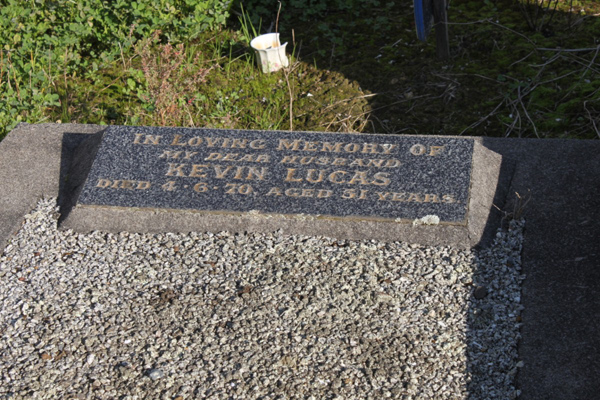 IN LOVING MEMORY OF
MY DEAR HUSBAND
KEVIN LUCAS
DIED 4·6·70. AGED 51 YEARS